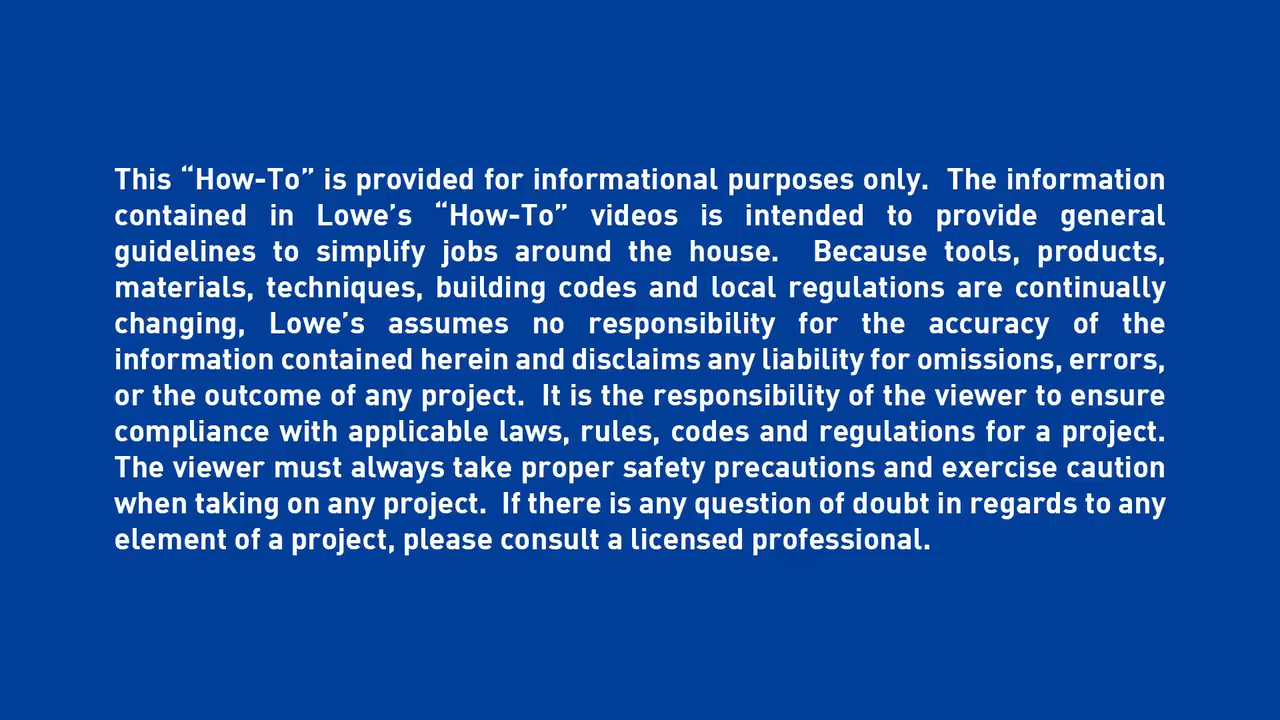 This “How-To” is provided for informational purposes only.  The information
contained in Lowe’s “How-To” videos is intended to provide general
guidelines to simplify jobs around the house.  Because tools, products,
materials, techniques, building codes and local regulations are continually
changing, Lowe’s assumes no responsibility for the accuracy of the
information contained herein and disclaims any liability for omissions, errors,
or the outcome of any project.  It is the responsibility of the viewer to ensure
compliance with applicable laws, rules, codes and regulations for a project.
The viewer must always take proper safety precautions and exercise caution
when taking on any project.  If there is any question of doubt in regards to any
element of a project, please consult a licensed professional.